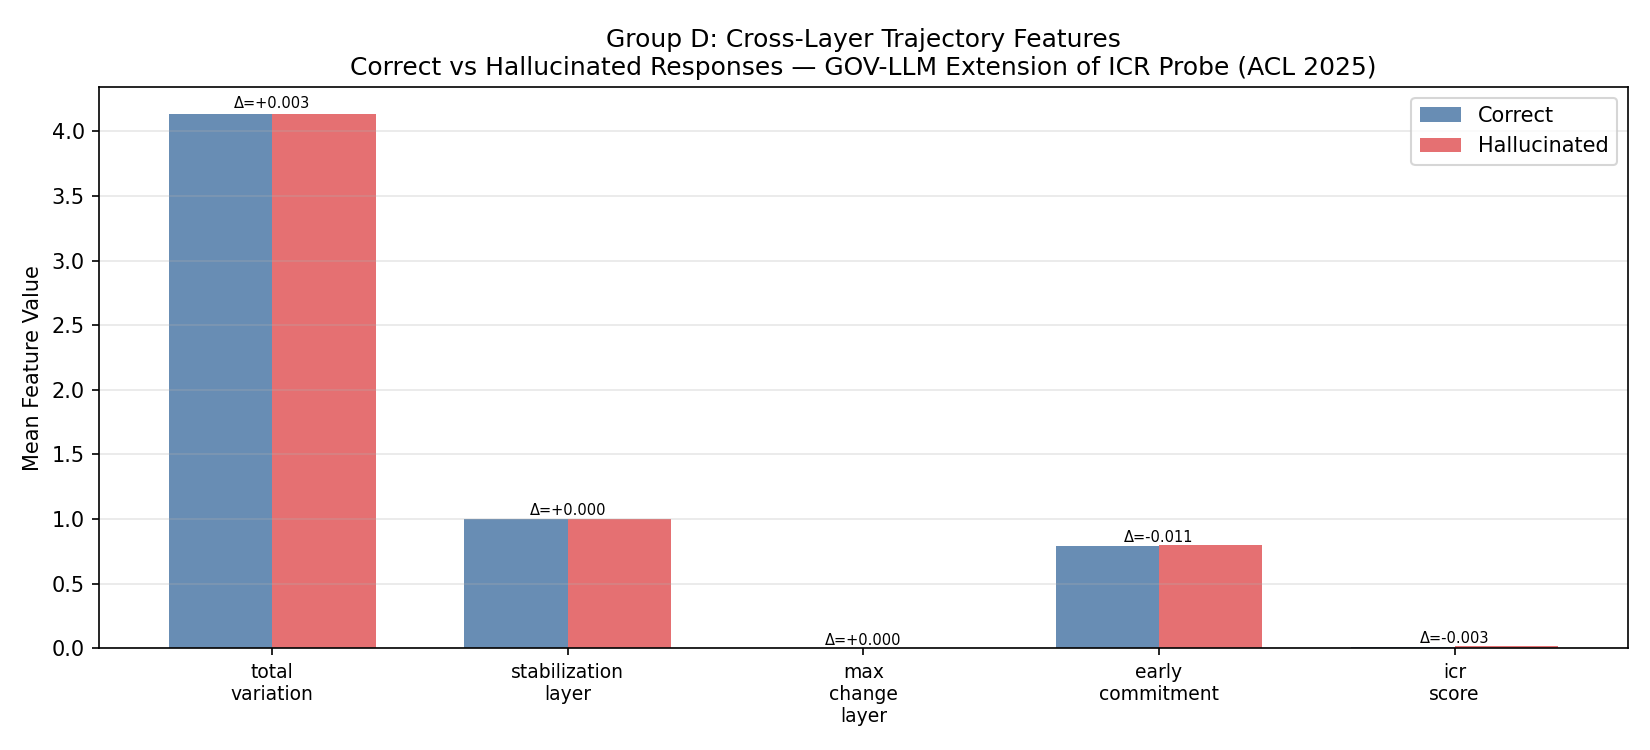 Group D: Cross-Layer Trajectory Features
Correct vs Hallucinated Responses — GOV-LLM Extension of ICR Probe (ACL 2025)
Correct
Hallucinated
Mean Feature Value
4.0
3.5
3.0
2.5
2.0
1.5
1.0
0.5
0.0
Δ=+0.003
Δ=+0.000
Δ=+0.000
Δ=-0.011
Δ=-0.003
total
variation
stabilization
layer
max
change
layer
early
commitment
icr
score